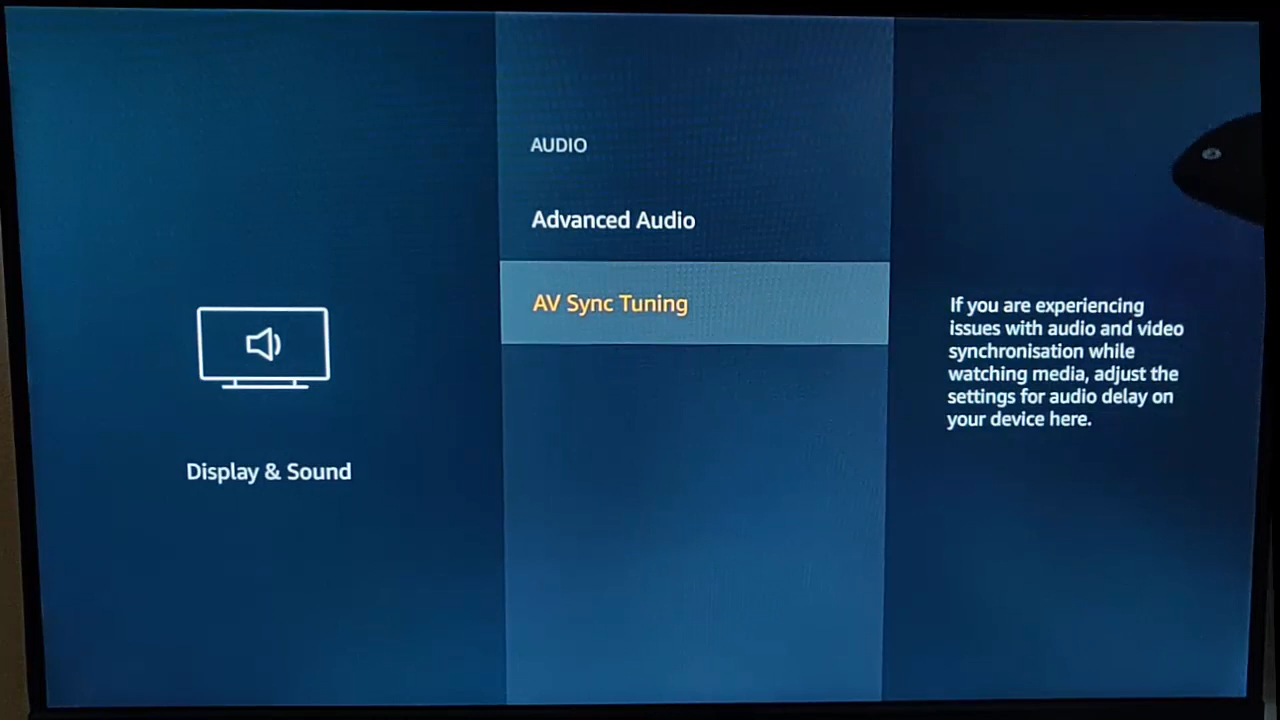 AUDIO
Advanced Audio
AV Sync Tuning
Display & Sound
If you are experiencing
issues with audio and video
synchronisation while
watching media, adjust the
settings for audio delay on
your device here.